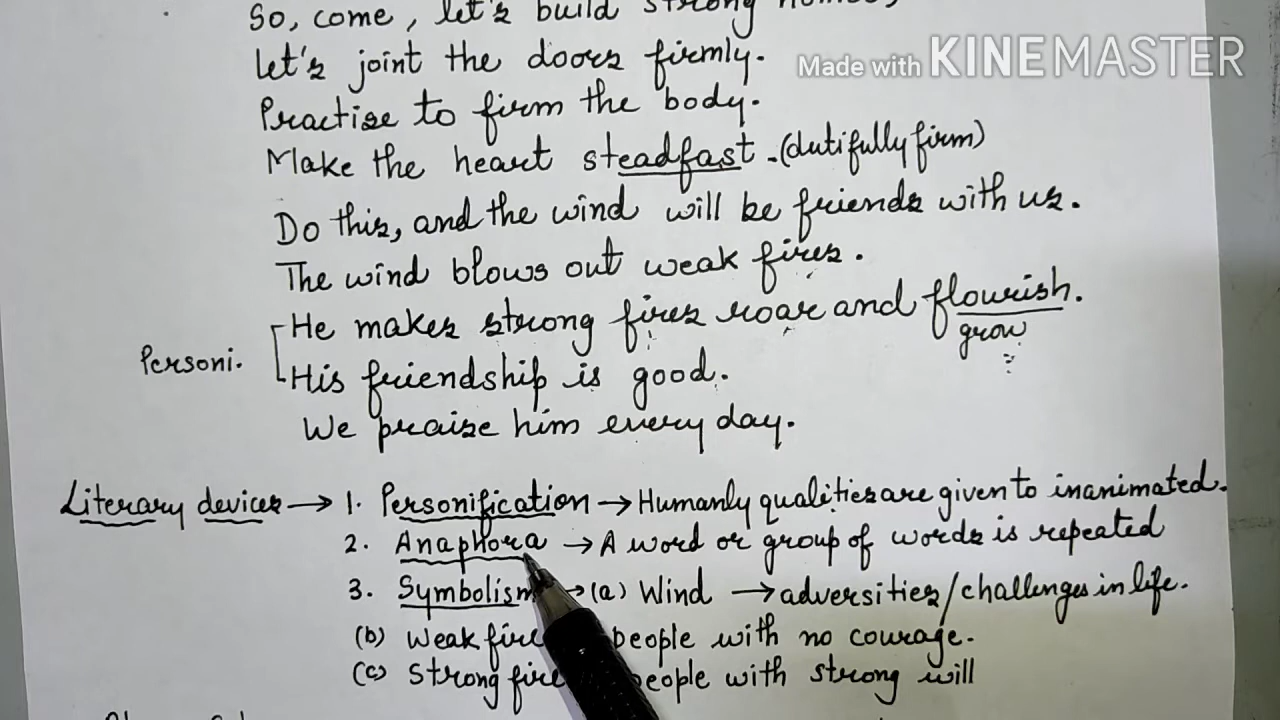 So, come, let's build strong homes,
Let's joint the doors firmly.
Made with KINEMASTER
Practise to firm the body.
Make the heart steadfast. (dutifully firm)
Do this, and the wind will be friends with us.
The wind blows out weak fires.
He makes strong fires roar and flourish.
grow
Personi.
His friendship is good.
We praise him every day.
Literary devices → 1. Personification → Humanly qualities are given to inanimated.
2. Anaphora → A word or group of words is repeated
3. Symbolism → (a) Wind → adversities/challenges in life.
(b) Weak fire people with no courage.
(c) Strong fire people with strong will